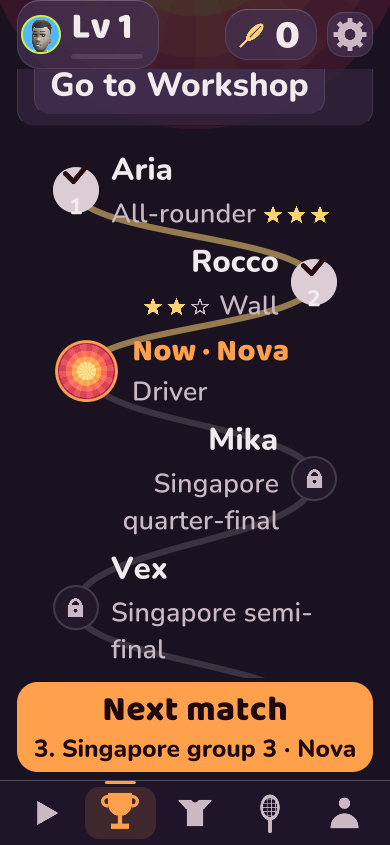 Lv 1
0
Go to Workshop
Aria
1
All-rounder ★★★
Rocco
2
★★☆ Wall
Now · Nova
Driver
Mika
Singapore
quarter-final
Vex
Singapore semi-
final
Next match
3. Singapore group 3 · Nova